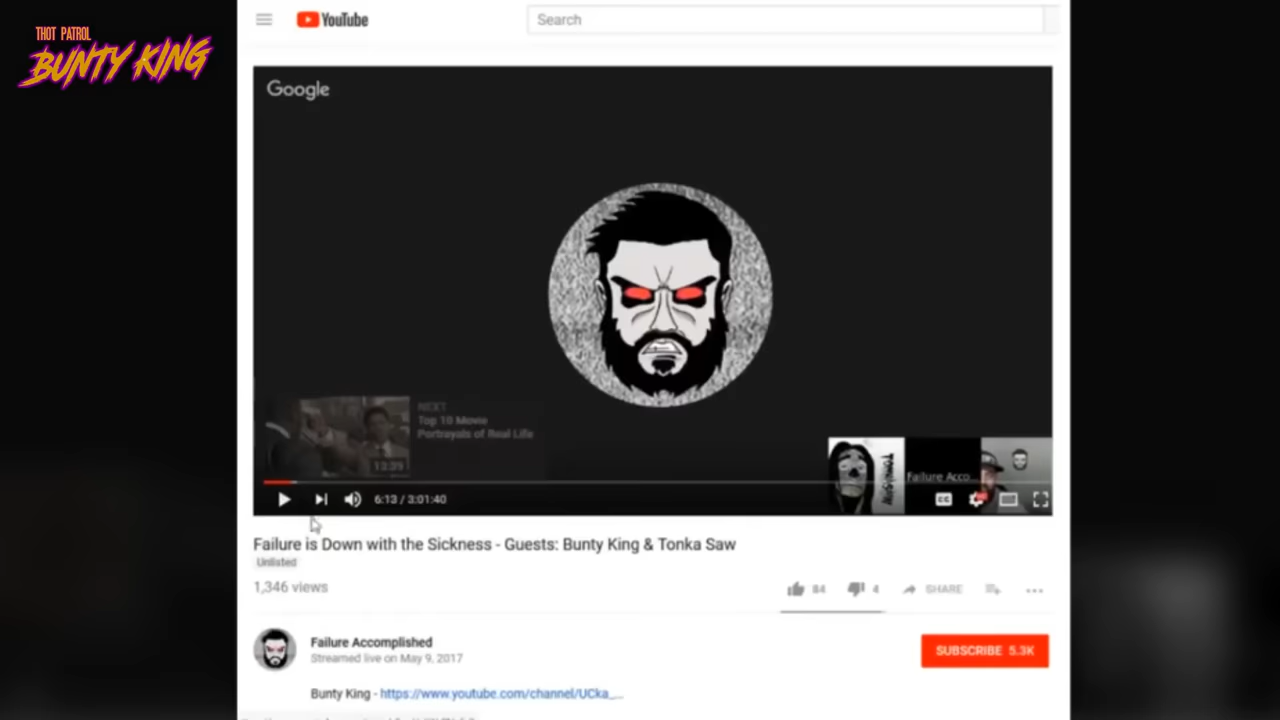 THOT PATROL
BUNTY KING
YouTube
Search
Google
NEXT
Top 10 Movie
Portrayals of Real Life
13:39
TONKASAW
Failure Acco...
CC
6:13 / 3:01:40
Failure is Down with the Sickness - Guests: Bunty King & Tonka Saw
Unlisted
1,346 views
84
4
SHARE
Failure Accomplished
Streamed live on May 9, 2017
SUBSCRIBE 5.3K
Bunty King - https://www.youtube.com/channel/UCka_...